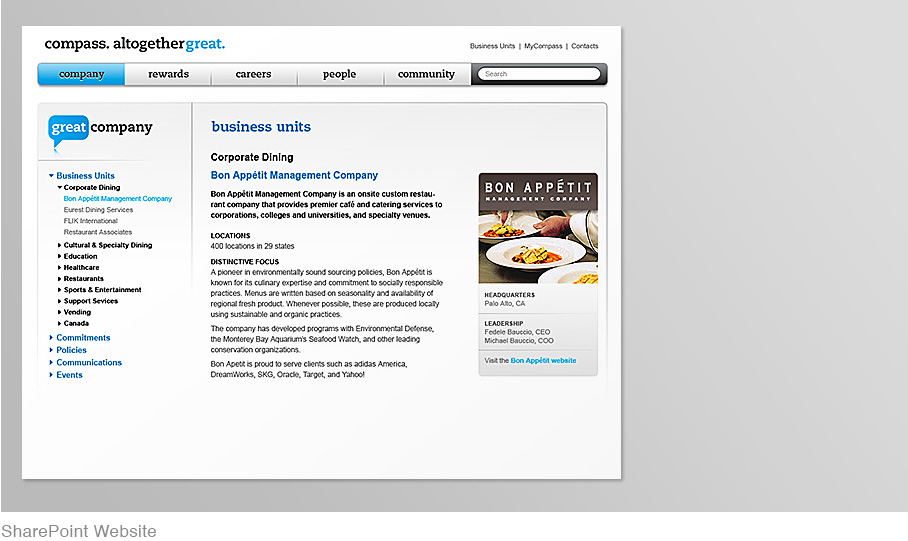 compass. altogethergreat.
Business Units | MyCompass | Contacts
company rewards careers people community Search
great company
Business Units
Corporate Dining
Bon Appétit Management Company
Eurest Dining Services
FLIK International
Restaurant Associates
Cultural & Specialty Dining
Education
Healthcare
Restaurants
Sports & Entertainment
Support Sevices
Vending
Canada
Commitments
Policies
Communications
Events
business units
Corporate Dining
Bon Appétit Management Company
Bon Appétit Management Company is an onsite custom restau-
rant company that provides premier café and catering services to
corporations, colleges and universities, and specialty venues.
LOCATIONS
400 locations in 29 states
DISTINCTIVE FOCUS
A pioneer in environmentally sound sourcing policies, Bon Appétit is
known for its culinary expertise and commitment to socially responsible
practices. Menus are written based on seasonality and availability of
regional fresh product. Whenever possible, these are produced locally
using sustainable and organic practices.
The company has developed programs with Environmental Defense,
the Monterey Bay Aquarium's Seafood Watch, and other leading
conservation organizations.
Bon Apetit is proud to serve clients such as adidas America,
DreamWorks, SKG, Oracle, Target, and Yahoo!
BON APPÉTIT
MANAGEMENT COMPANY
HEADQUARTERS
Palo Alto, CA
LEADERSHIP
Fedele Bauccio, CEO
Michael Bauccio, COO
Visit the Bon Appétit website
SharePoint Website